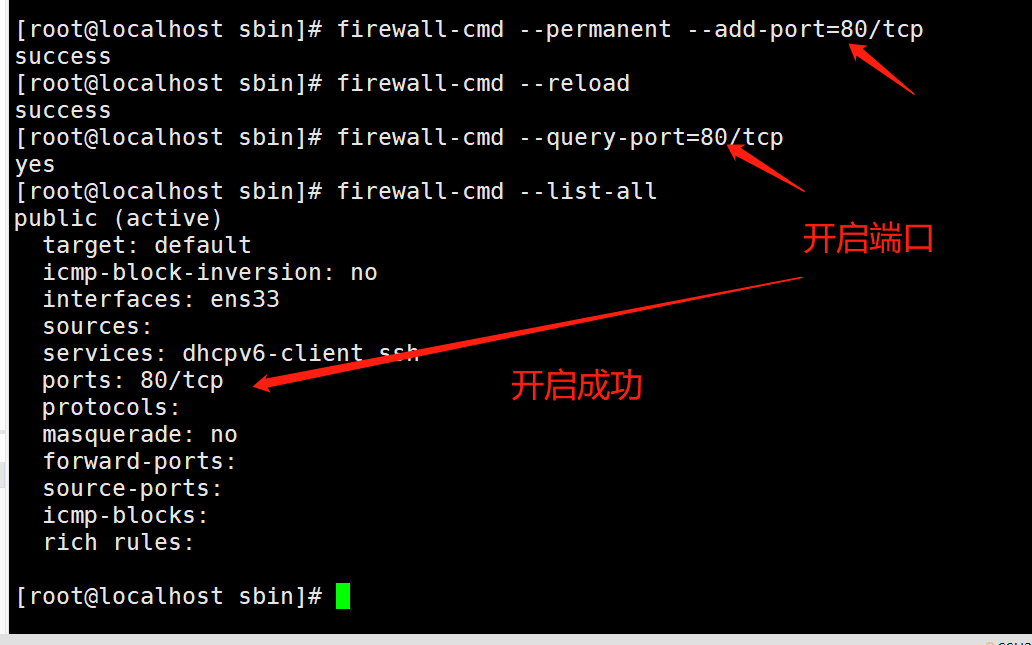 [root@localhost sbin]# firewall-cmd --permanent --add-port=80/tcp
success
[root@localhost sbin]# firewall-cmd --reload
success
[root@localhost sbin]# firewall-cmd --query-port=80/tcp
yes
[root@localhost sbin]# firewall-cmd --list-all
public (active)
  target: default
开启端口
  icmp-block-inversion: no
  interfaces: ens33
  sources:
  services: dhcpv6-client ssh
  ports: 80/tcp
开启成功
  protocols:
  masquerade: no
  forward-ports:
  source-ports:
  icmp-blocks:
  rich rules:
[root@localhost sbin]#